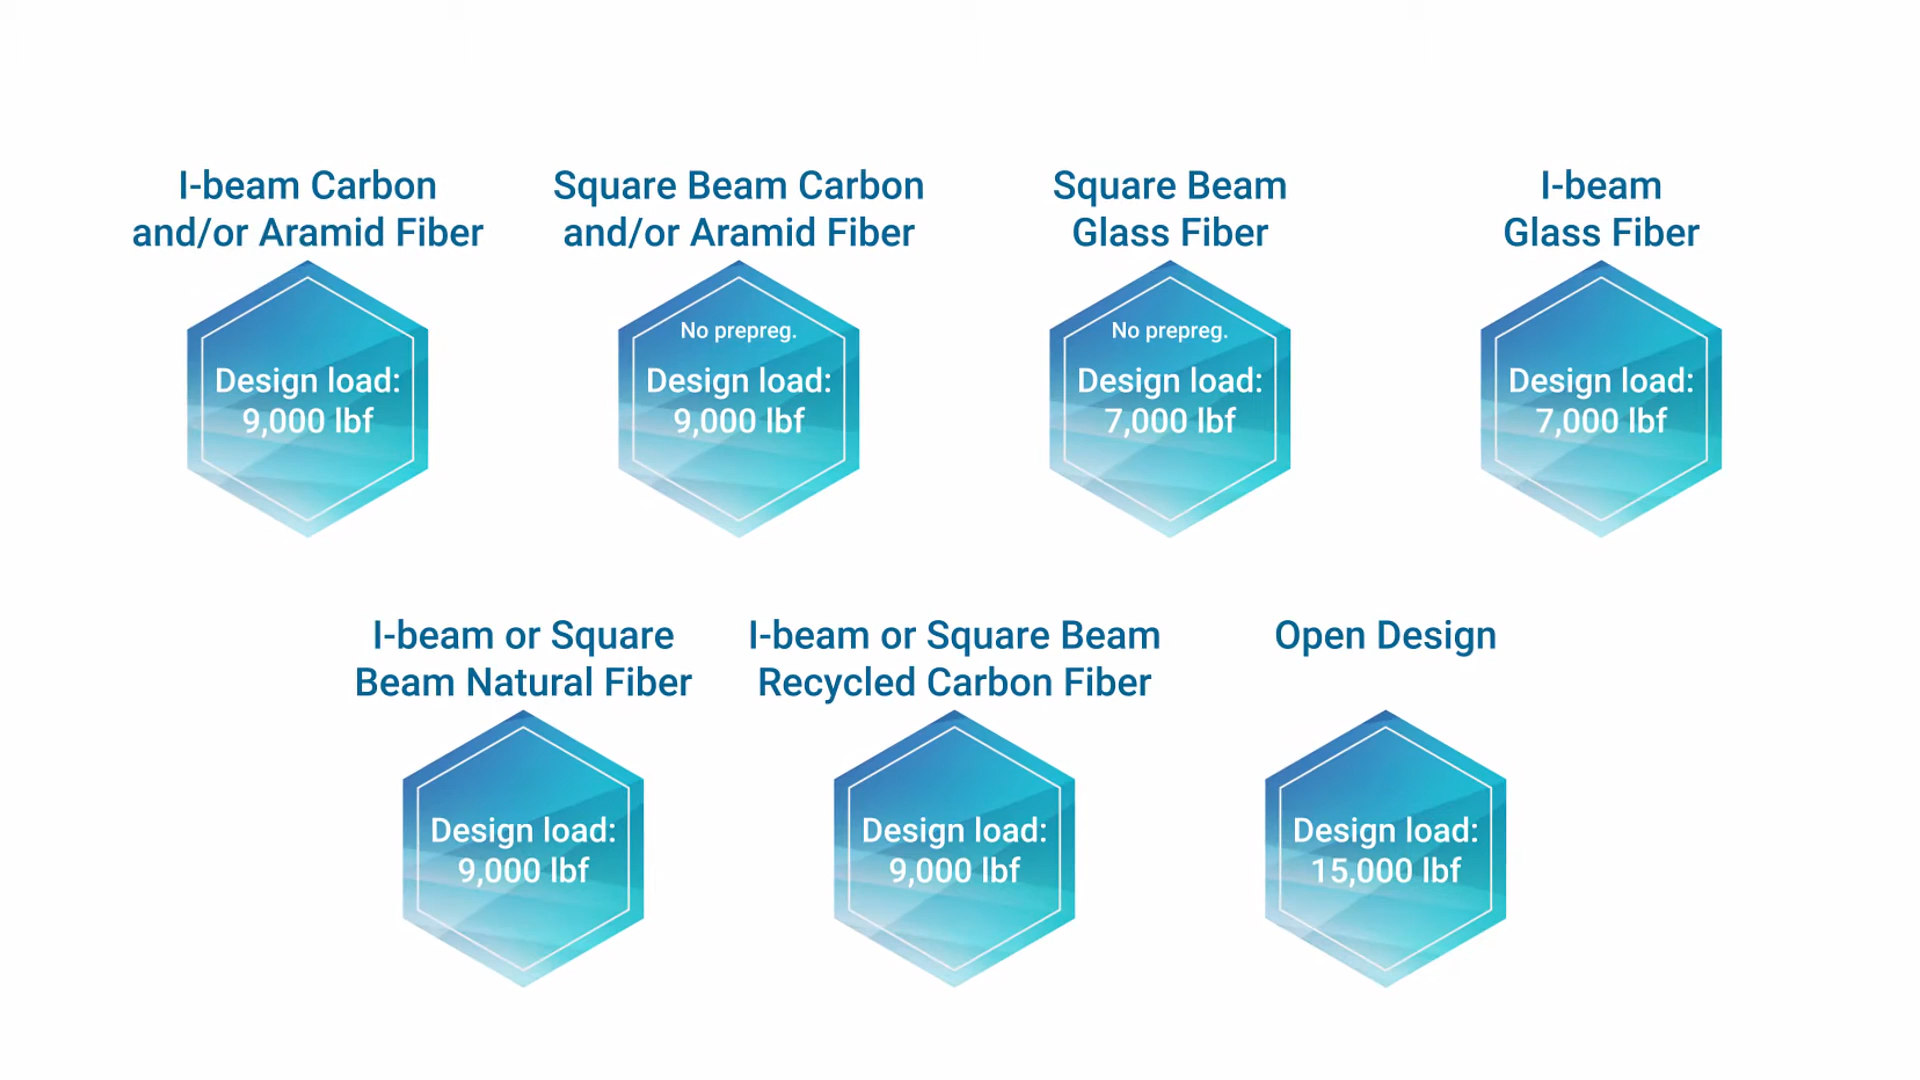 I-beam Carbon
and/or Aramid Fiber
Design load:
9,000 lbf
Square Beam Carbon
and/or Aramid Fiber
No prepreg.
Design load:
9,000 lbf
Square Beam
Glass Fiber
No prepreg.
Design load:
7,000 lbf
I-beam
Glass Fiber
Design load:
7,000 lbf
I-beam or Square
Beam Natural Fiber
Design load:
9,000 lbf
I-beam or Square Beam
Recycled Carbon Fiber
Design load:
9,000 lbf
Open Design
Design load:
15,000 lbf